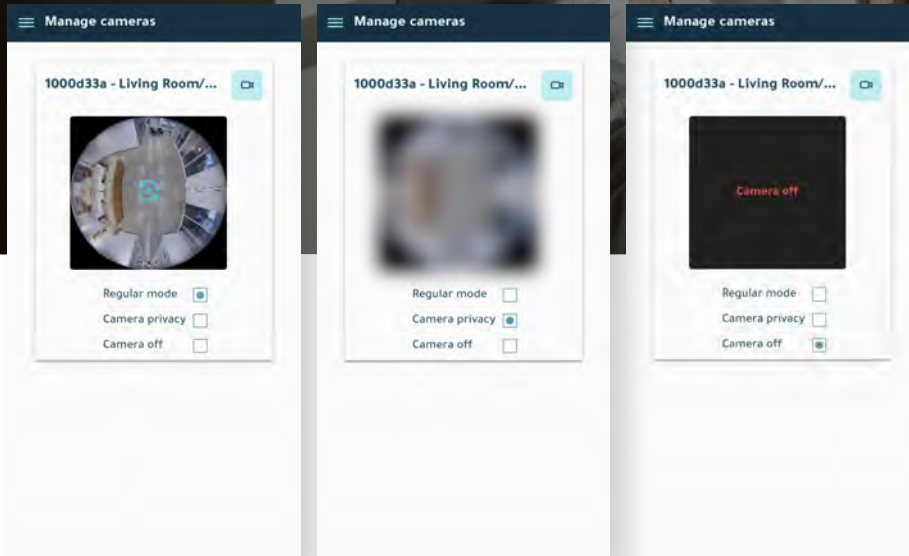 Manage cameras
1000d33a - Living Room/...
Regular mode
Camera privacy
Camera off
Manage cameras
1000d33a - Living Room/...
Regular mode
Camera privacy
Camera off
Manage cameras
1000d33a - Living Room/...
Camera off
Regular mode
Camera privacy
Camera off